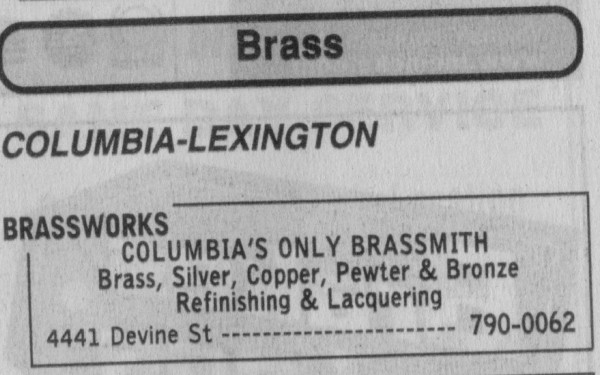 Brass
COLUMBIA-LEXINGTON
BRASSWORKS
COLUMBIA'S ONLY BRASSMITH
Brass, Silver, Copper, Pewter & Bronze
Refinishing & Lacquering
4441 Devine St ----------------------- 790-0062